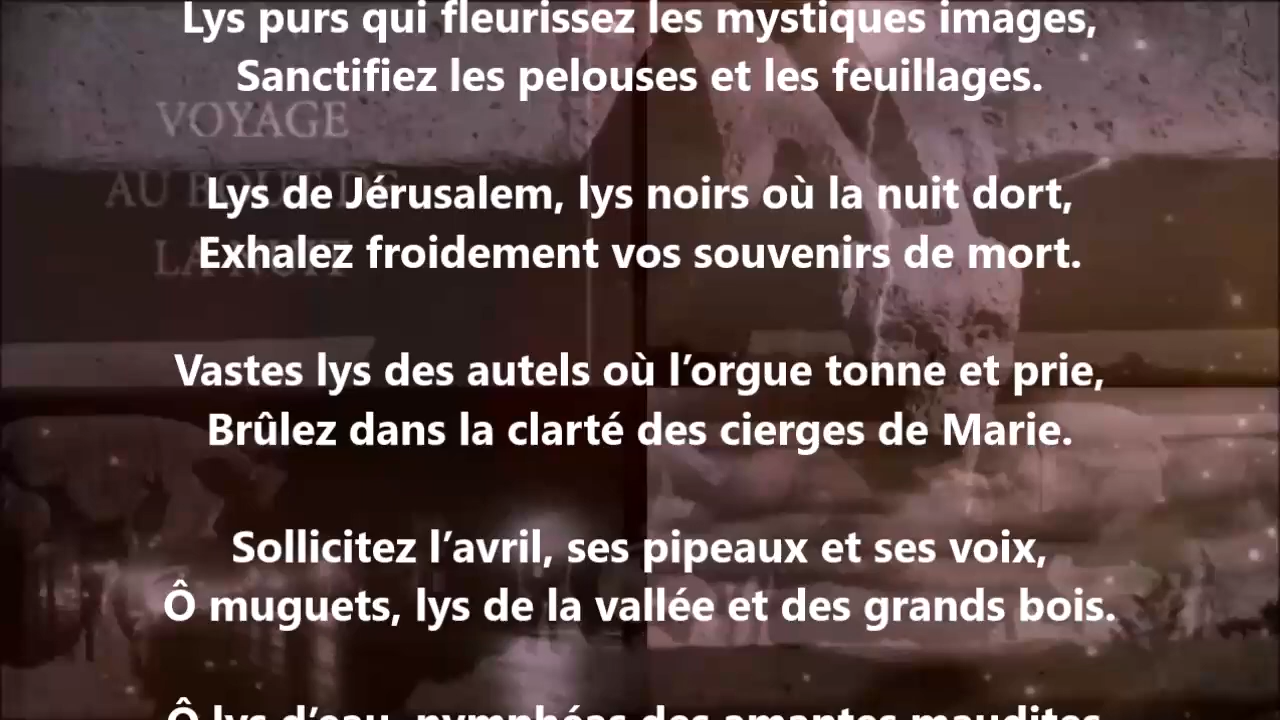 Lys purs qui fleurissez les mystiques images,
Sanctifiez les pelouses et les feuillages.
VOYAGE
Lys de Jérusalem, lys noirs où la nuit dort,
AU BOUT DE
Exhalez froidement vos souvenirs de mort.
LA NUIT
Vastes lys des autels où l’orgue tonne et prie,
Brûlez dans la clarté des cierges de Marie.
Sollicitez l’avril, ses pipeaux et ses voix,
Ô muguets, lys de la vallée et des grands bois.
Ô lys d’eau, nymphéas des amantes maudites,